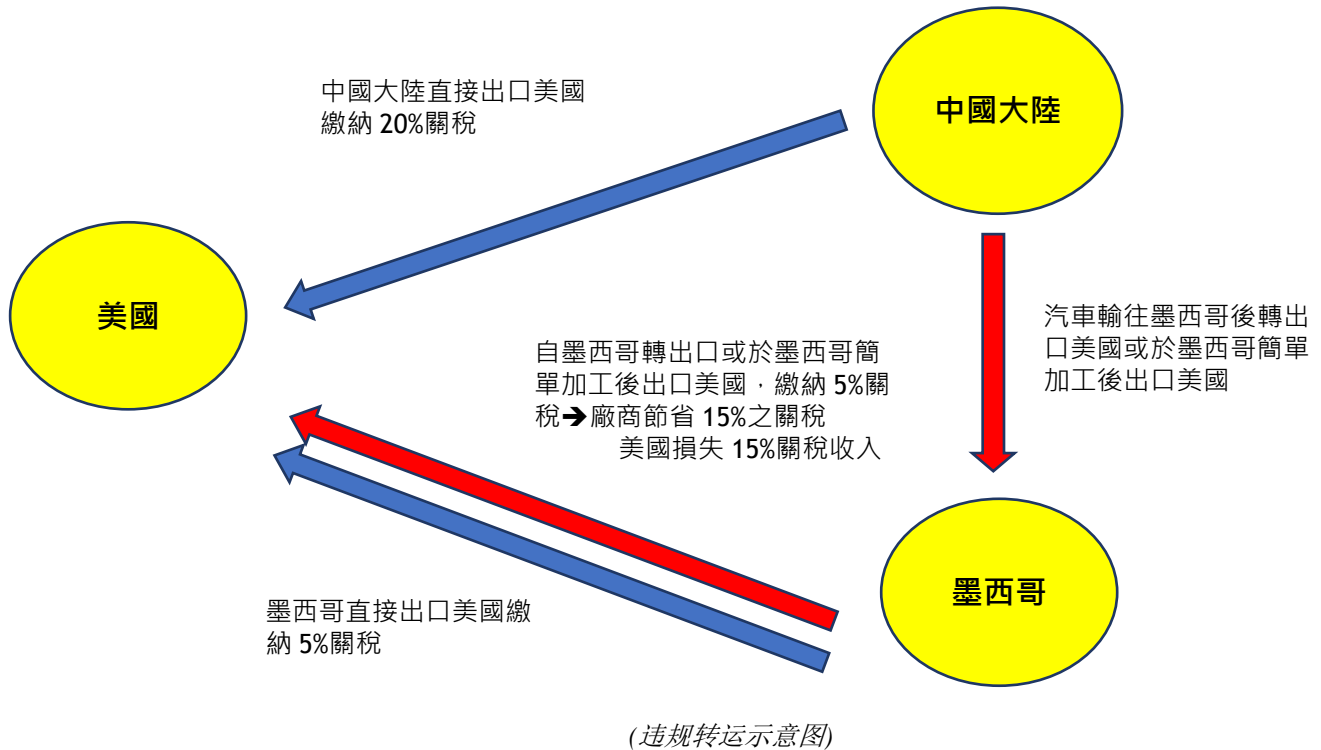 中國大陸直接出口美國
繳納 20%關稅
中國大陸
美國
自墨西哥轉出口或於墨西哥簡
單加工後出口美國，繳納 5%關
稅➔廠商節省 15%之關稅
美國損失 15%關稅收入
汽車輸往墨西哥後轉出
口美國或於墨西哥簡單
加工後出口美國
墨西哥直接出口美國繳
納 5%關稅
墨西哥
(违规转运示意图)